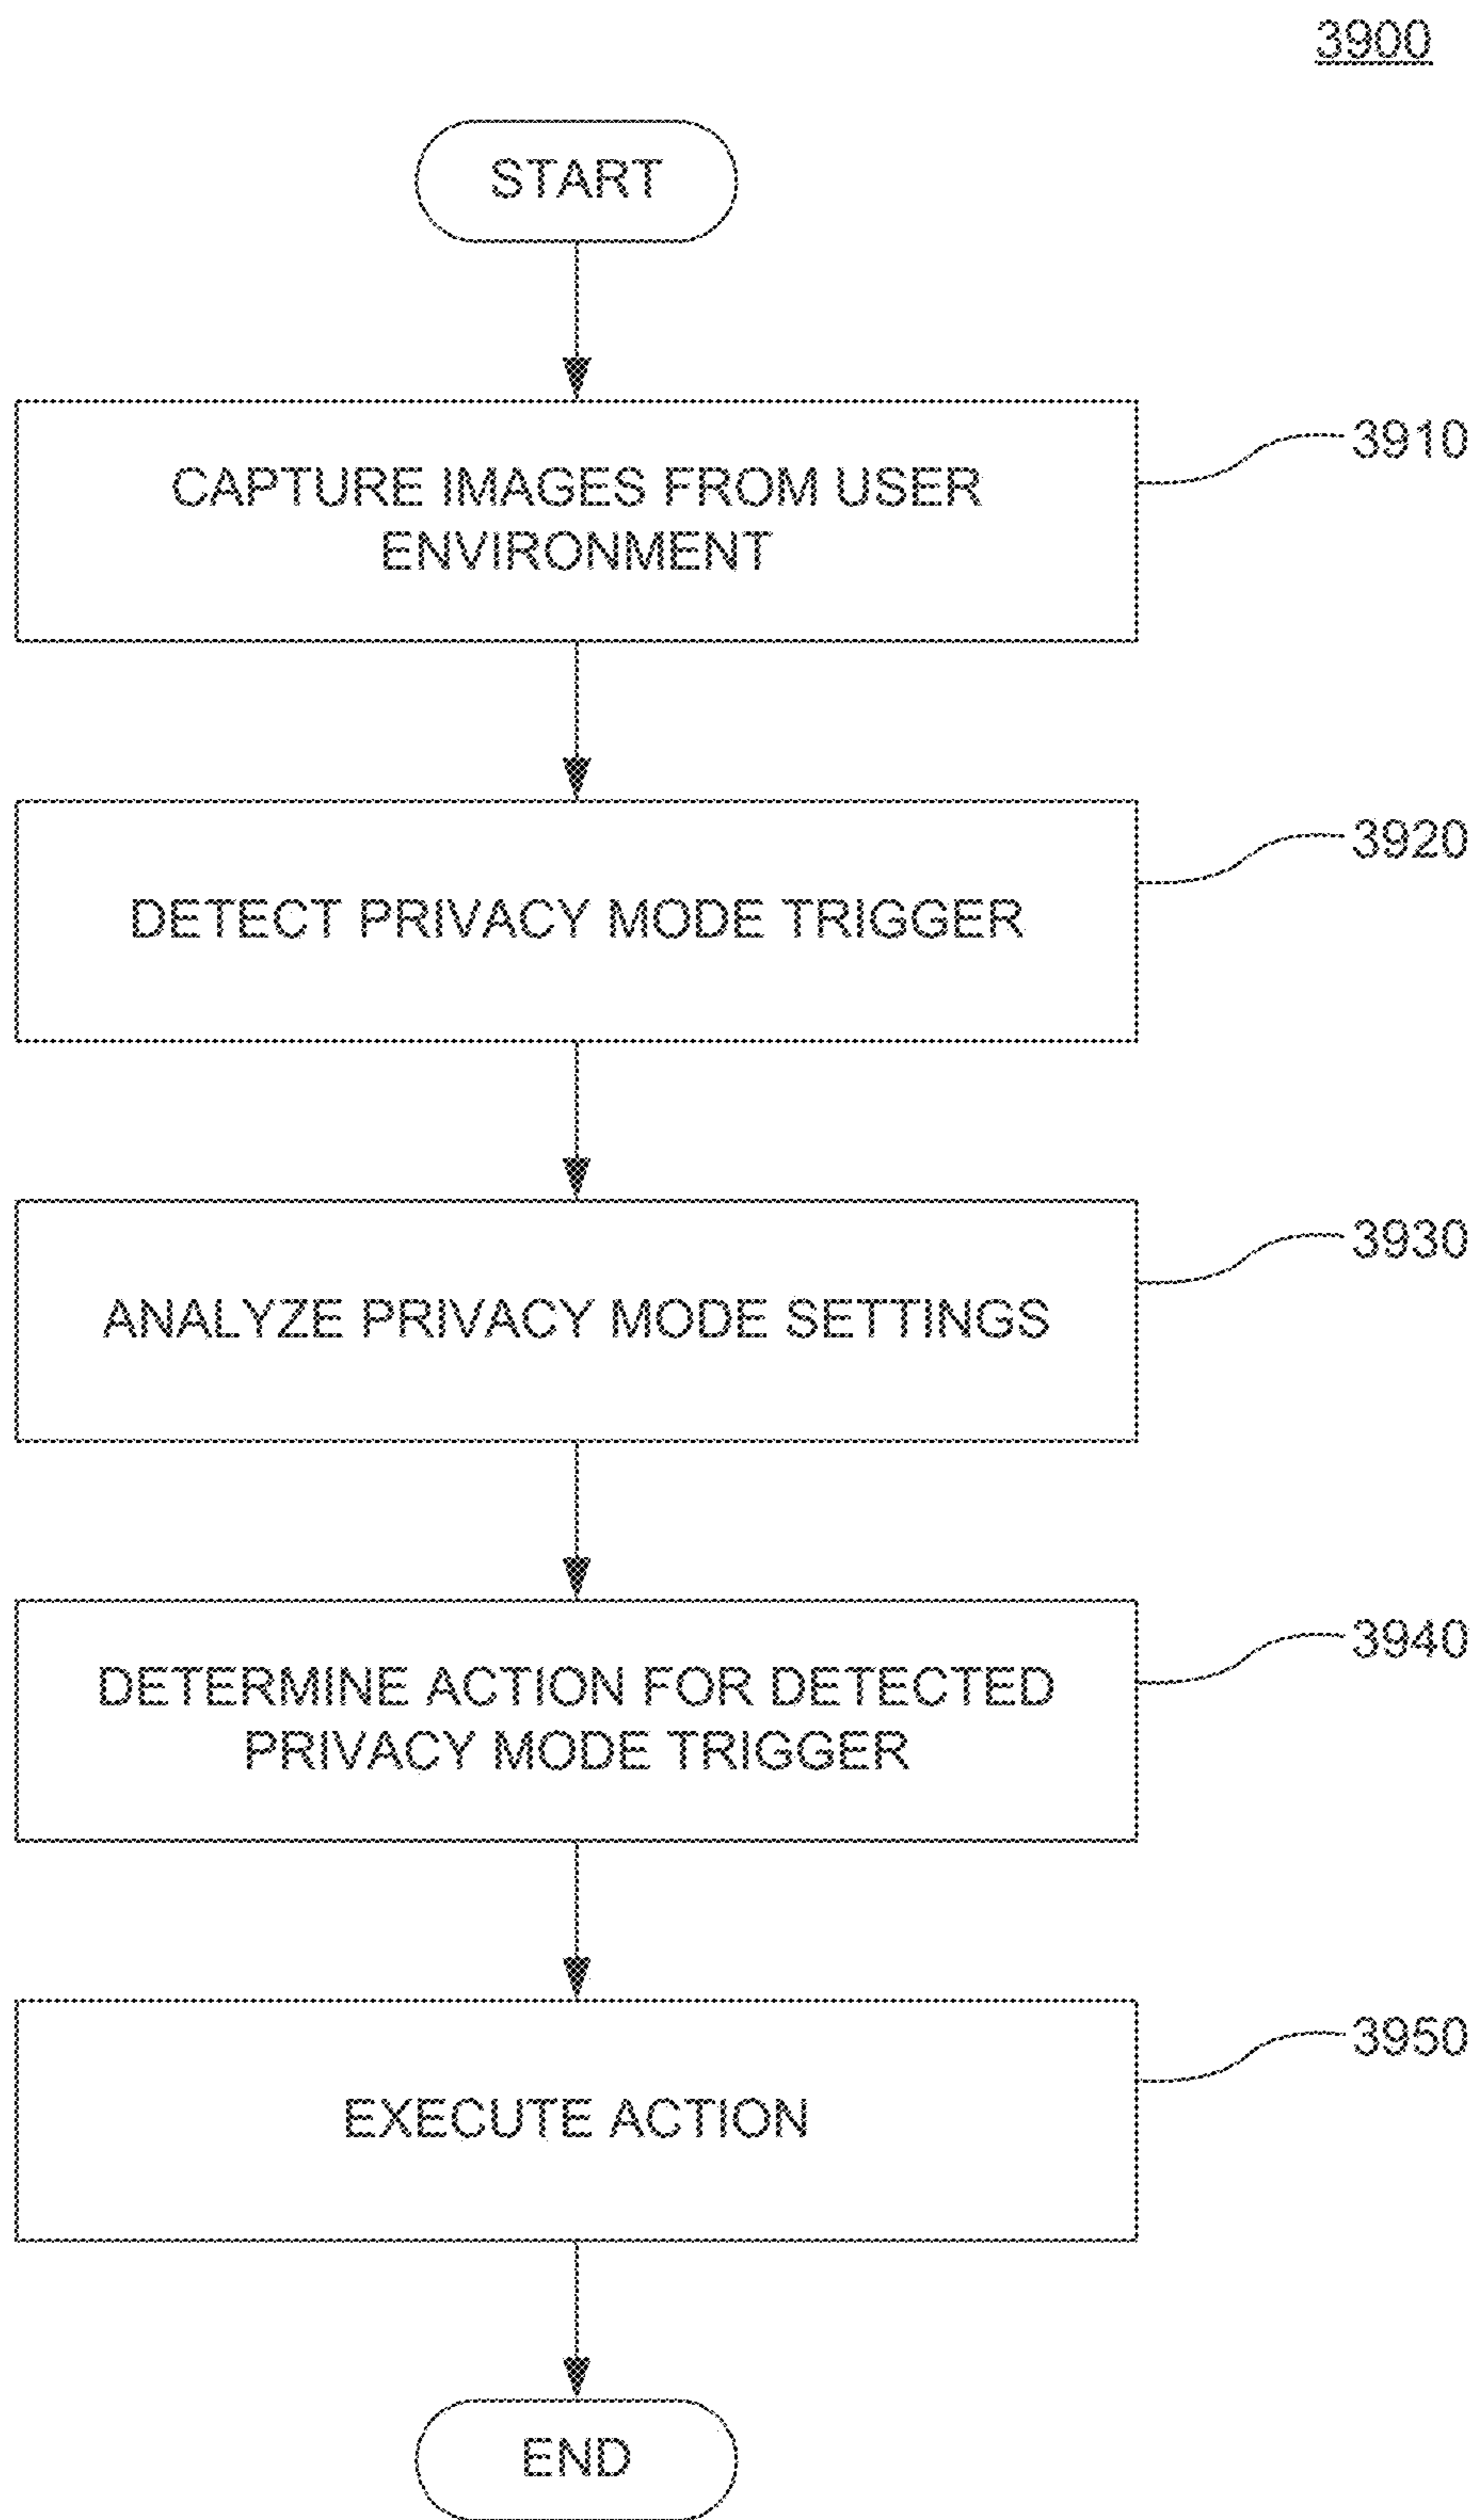 3900
START
CAPTURE IMAGES FROM USER
ENVIRONMENT
3910
DETECT PRIVACY MODE TRIGGER
3920
ANALYZE PRIVACY MODE SETTINGS
3930
DETERMINE ACTION FOR DETECTED
PRIVACY MODE TRIGGER
3940
EXECUTE ACTION
3950
END